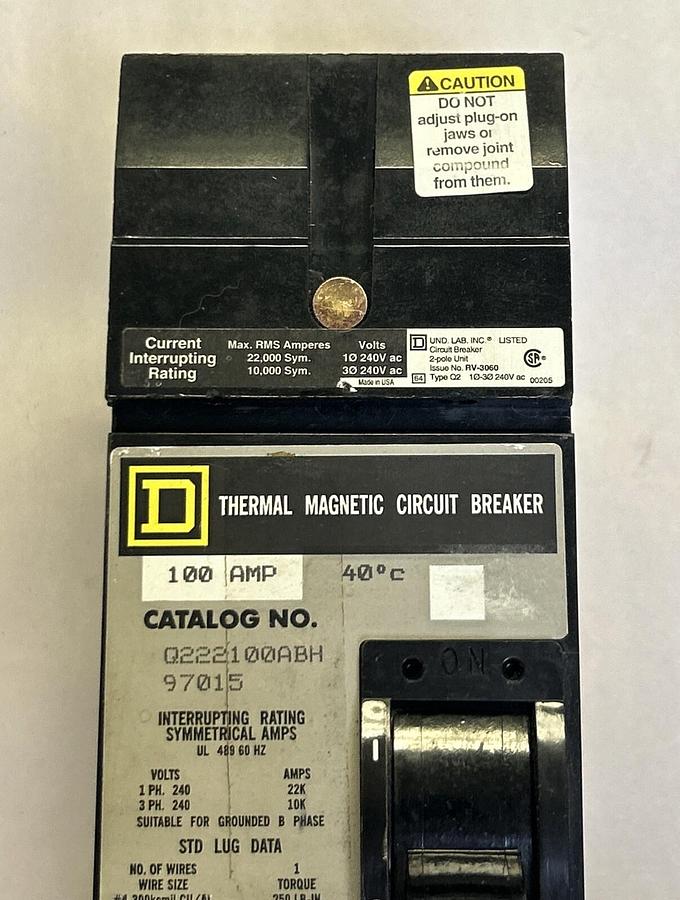 CAUTION
DO NOT
adjust plug-on
jaws or
remove joint
compound
from them.
Current
Interrupting
Rating
Max. RMS Amperes Volts
22,000 Sym. 1Ø 240V ac
10,000 Sym. 3Ø 240V ac
Made in USA
D UND. LAB. INC.® LISTED
Circuit Breaker
2-pole Unit
Issue No. RV-3060
64 Type Q2 1Ø-3Ø 240V ac 00205
D THERMAL MAGNETIC CIRCUIT BREAKER
100 AMP 40°C
CATALOG NO.
Q222100ABH
97015
ON
INTERRUPTING RATING
SYMMETRICAL AMPS
UL 489 60 HZ
VOLTS AMPS
1 PH. 240 22K
3 PH. 240 10K
SUITABLE FOR GROUNDED B PHASE
STD LUG DATA
NO. OF WIRES 1
WIRE SIZE TORQUE
250 LB-IN